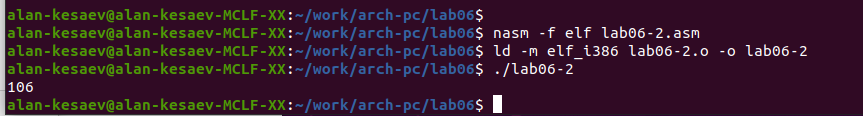 alan-kesaev@alan-kesaev-MCLF-XX:~/work/arch-pc/lab06$
alan-kesaev@alan-kesaev-MCLF-XX:~/work/arch-pc/lab06$ nasm -f elf lab06-2.asm
alan-kesaev@alan-kesaev-MCLF-XX:~/work/arch-pc/lab06$ ld -m elf_i386 lab06-2.o -o lab06-2
alan-kesaev@alan-kesaev-MCLF-XX:~/work/arch-pc/lab06$ ./lab06-2
106
alan-kesaev@alan-kesaev-MCLF-XX:~/work/arch-pc/lab06$